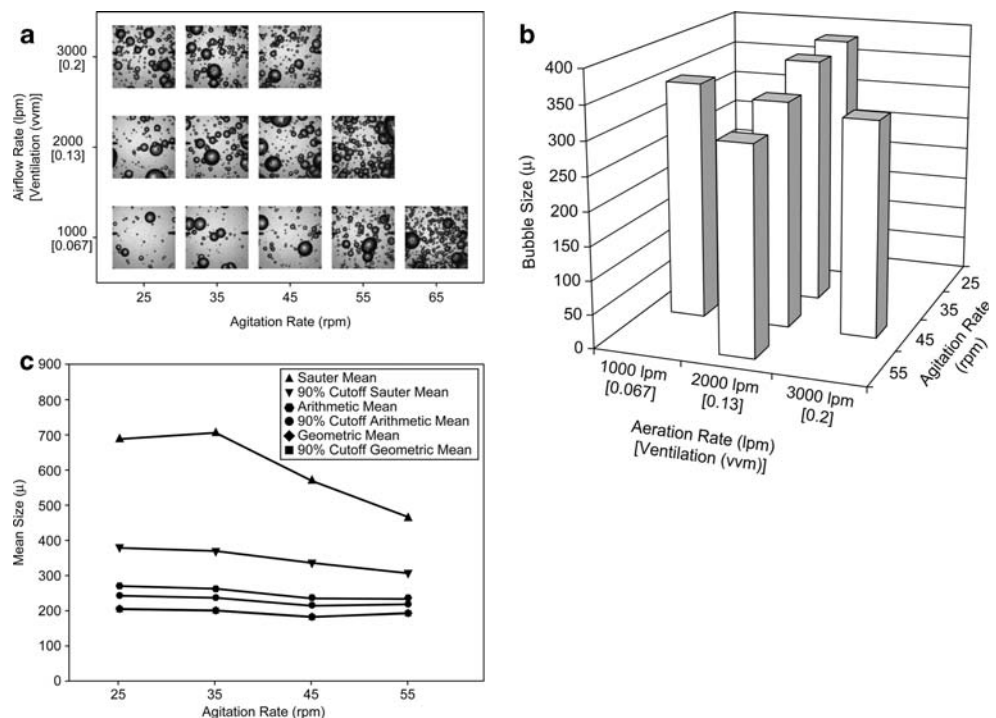 a
3000
[0.2]
2000
[0.13]
1000
[0.067]
Airflow Rate (lpm)
[Ventilation (vvm)]
25 35 45 55 65
Agitation Rate (rpm)
b
400
350
300
250
200
150
100
50
0
Bubble Size (µ)
1000 lpm
[0.067]
2000 lpm
[0.13]
3000 lpm
[0.2]
Aeration Rate (lpm)
[Ventilation (vvm)]
25
35
45
55
Agitation Rate
(rpm)
c
900
800
700
600
500
400
300
200
100
0
Mean Size (µ)
Sauter Mean
90% Cutoff Sauter Mean
Arithmetic Mean
90% Cutoff Arithmetic Mean
Geometric Mean
90% Cutoff Geometric Mean
25 35 45 55
Agitation Rate (rpm)